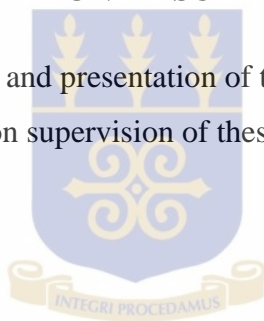 and presentation of t
on supervision of thes
INTEGRI PROCEDAMUS